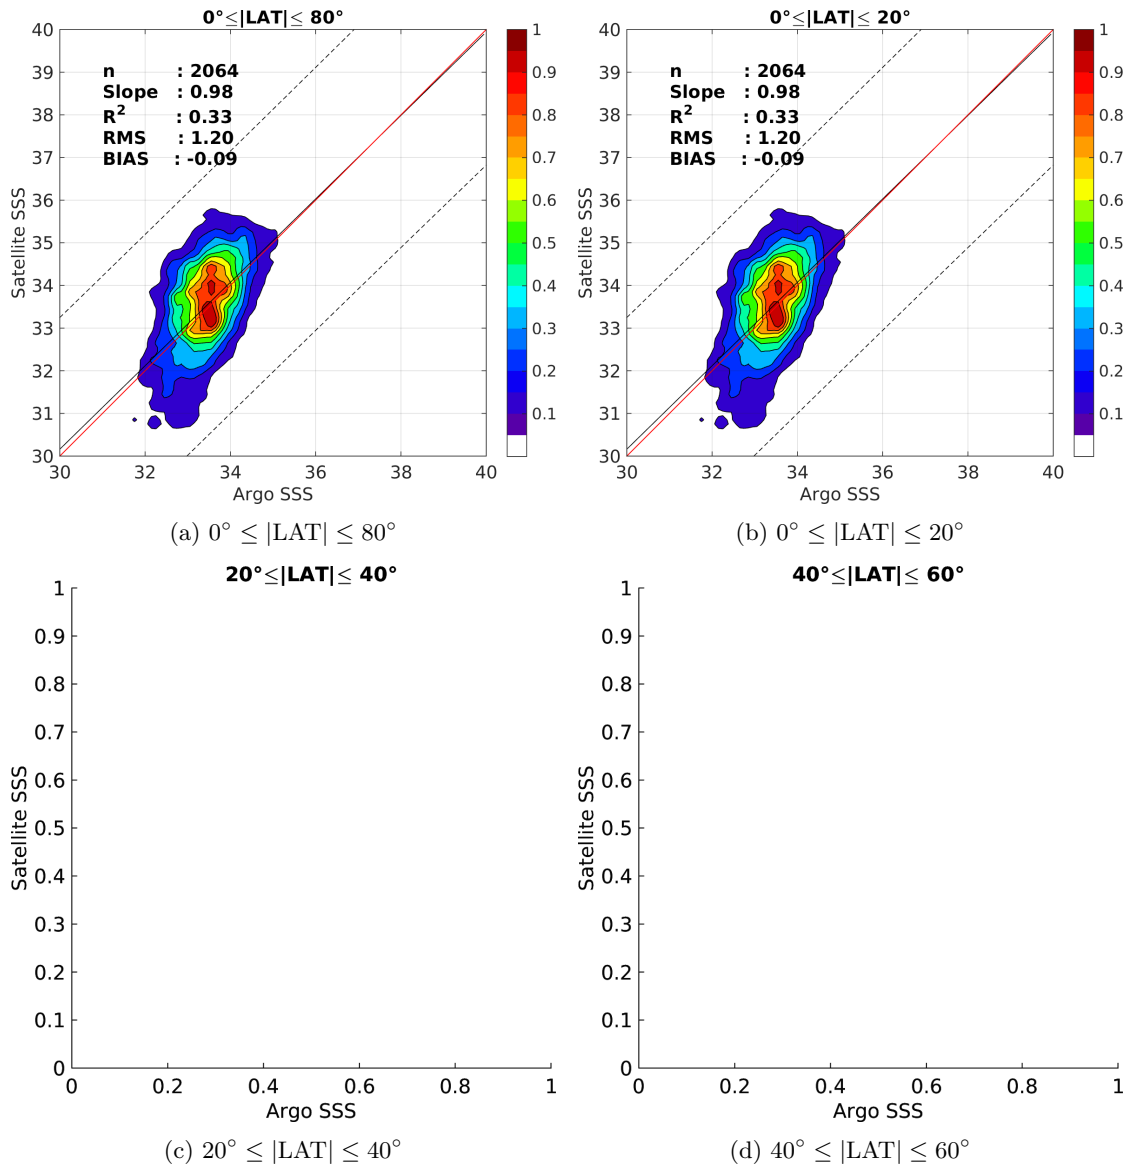 0°≤|LAT|≤ 80°
40
39
38
37
36
35
34
33
32
31
30
Satellite SSS
n : 2064
Slope : 0.98
R² : 0.33
RMS : 1.20
BIAS : -0.09
30 32 34 36 38 40
Argo SSS
1
0.9
0.8
0.7
0.6
0.5
0.4
0.3
0.2
0.1
(a) 0° ≤ |LAT| ≤ 80°
0°≤|LAT|≤ 20°
40
39
38
37
36
35
34
33
32
31
30
Satellite SSS
n : 2064
Slope : 0.98
R² : 0.33
RMS : 1.20
BIAS : -0.09
30 32 34 36 38 40
Argo SSS
1
0.9
0.8
0.7
0.6
0.5
0.4
0.3
0.2
0.1
(b) 0° ≤ |LAT| ≤ 20°
20°≤|LAT|≤ 40°
1
0.9
0.8
0.7
0.6
0.5
0.4
0.3
0.2
0.1
0
Satellite SSS
0 0.2 0.4 0.6 0.8 1
Argo SSS
(c) 20° ≤ |LAT| ≤ 40°
40°≤|LAT|≤ 60°
1
0.9
0.8
0.7
0.6
0.5
0.4
0.3
0.2
0.1
0
Satellite SSS
0 0.2 0.4 0.6 0.8 1
Argo SSS
(d) 40° ≤ |LAT| ≤ 60°